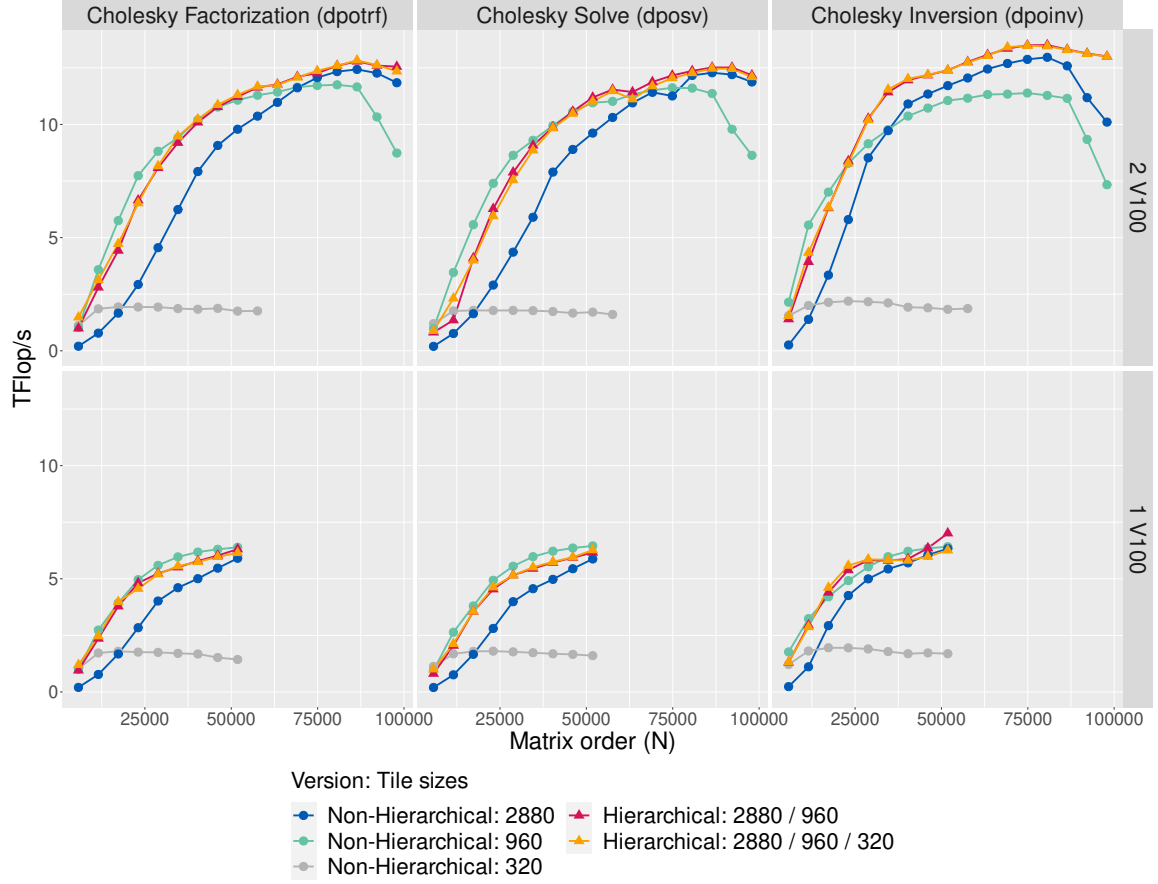 Cholesky Factorization (dpotrf)
Cholesky Solve (dposv)
Cholesky Inversion (dpoinv)
10
5
0
2 V100
TFlop/s
10
5
0
1 V100
25000
50000
75000
100000
25000
50000
75000
100000
25000
50000
75000
100000
Matrix order (N)
Version: Tile sizes
Non-Hierarchical: 2880
Non-Hierarchical: 960
Non-Hierarchical: 320
Hierarchical: 2880 / 960
Hierarchical: 2880 / 960 / 320